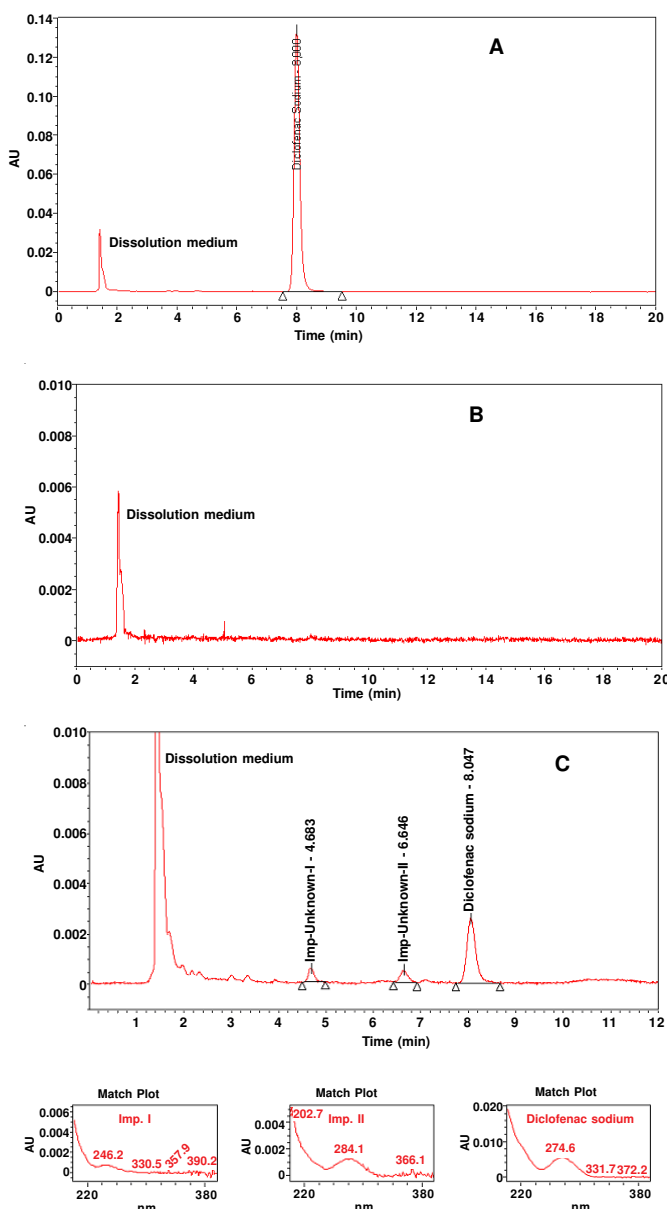 0.14
A
0.12
0.10
Diclofenac Sodium - 8,000
0.08
AU
0.06
0.04
Dissolution medium
0.02
0
0 2 4 6 8 10 12 14 16 18 20
Time (min)
0.010
B
0.008
0.006
Dissolution medium
AU
0.004
0.002
0
0 2 4 6 8 10 12 14 16 18 20
Time (min)
0.010
Dissolution medium
C
0.008
0.006
AU
Imp-Unknown-I - 4.683
Imp-Unknown-II - 6.646
Diclofenac sodium - 8.047
0.004
0.002
0
1 2 3 4 5 6 7 8 9 10 11 12
Time (min)
Match Plot
0.006
Imp. I
0.004
AU
0.002
246.2 330.5 357.9 390.2
0
220 380
nm
Match Plot
202.7 Imp. II
0.004
AU
284.1
0.002
366.1
0
220 380
nm
Match Plot
0.020
Diclofenac sodium
AU
0.010
274.6
331.7 372.2
0
220 380
nm